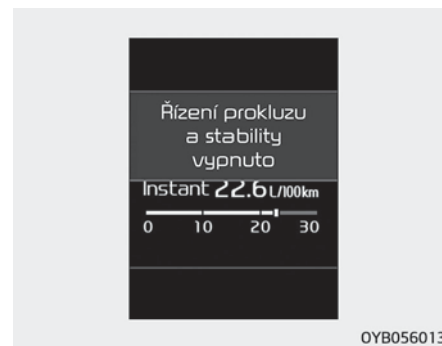 Řízení prokluzu
a stability
vypnuto
Instant 22.6 L/100km
0 10 20 30
OYB056013